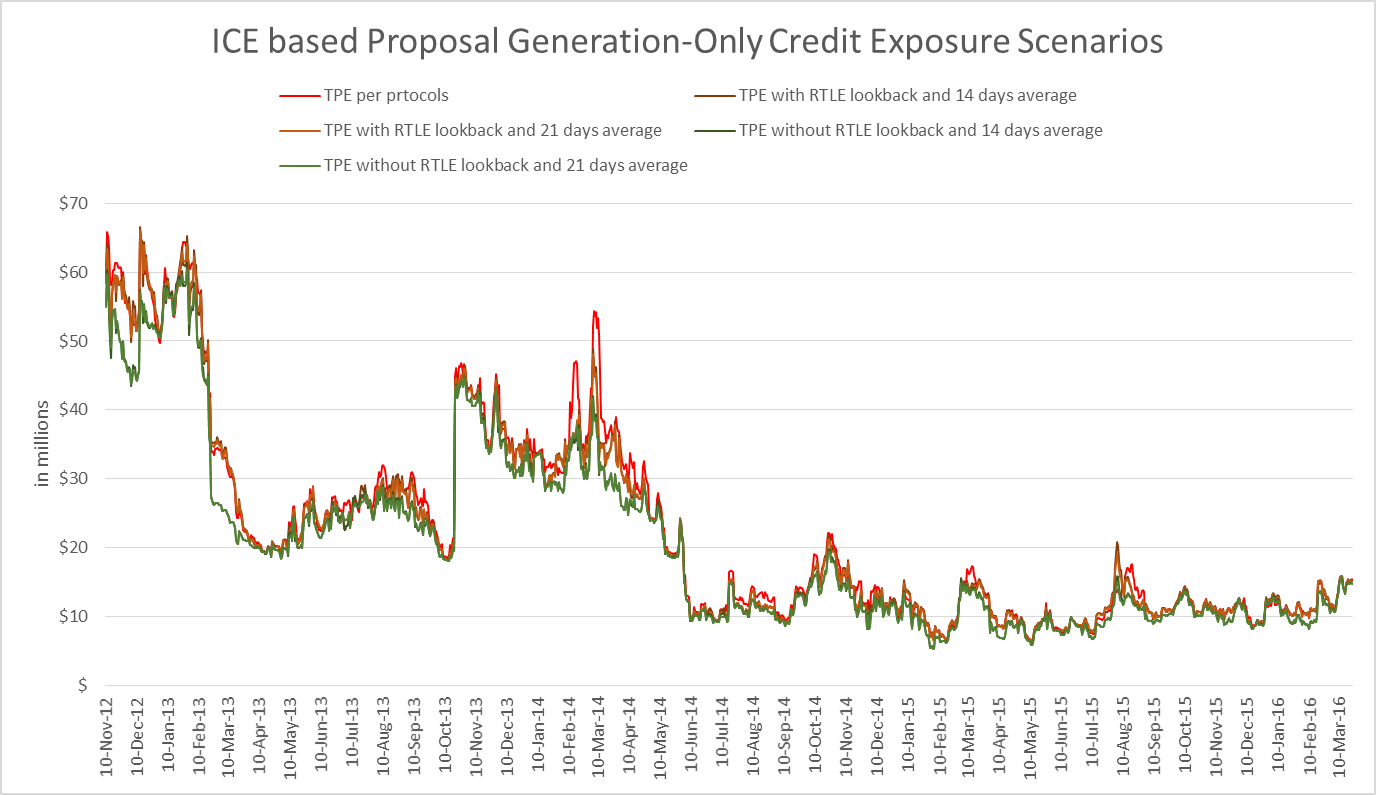 ICE based Proposal Generation-Only Credit Exposure Scenarios
TPE per prtocols
TPE with RTLE lookback and 14 days average
TPE with RTLE lookback and 21 days average
TPE without RTLE lookback and 14 days average
TPE without RTLE lookback and 21 days average
in millions
$70
$60
$50
$40
$30
$20
$10
$
10-Nov-12
10-Dec-12
10-Jan-13
10-Feb-13
10-Mar-13
10-Apr-13
10-May-13
10-Jun-13
10-Jul-13
10-Aug-13
10-Sep-13
10-Oct-13
10-Nov-13
10-Dec-13
10-Jan-14
10-Feb-14
10-Mar-14
10-Apr-14
10-May-14
10-Jun-14
10-Jul-14
10-Aug-14
10-Sep-14
10-Oct-14
10-Nov-14
10-Dec-14
10-Jan-15
10-Feb-15
10-Mar-15
10-Apr-15
10-May-15
10-Jun-15
10-Jul-15
10-Aug-15
10-Sep-15
10-Oct-15
10-Nov-15
10-Dec-15
10-Jan-16
10-Feb-16
10-Mar-16